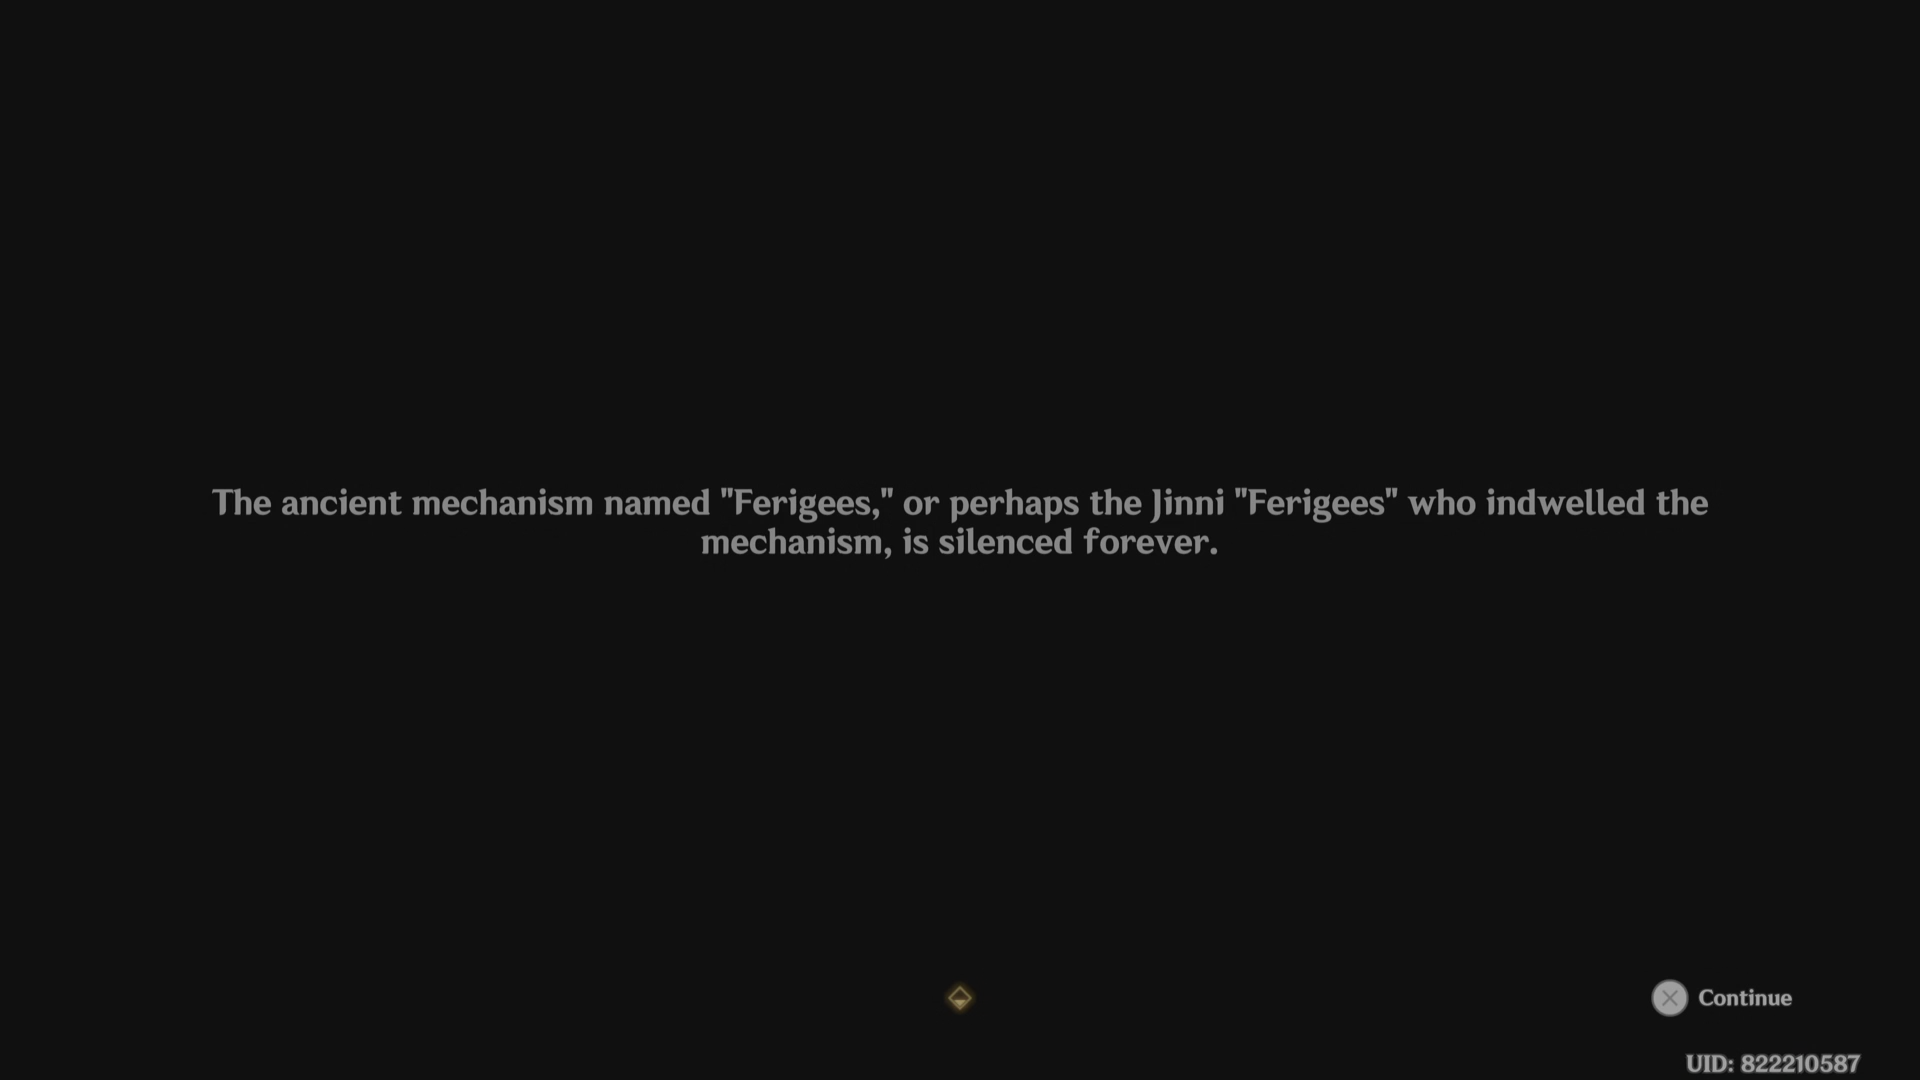 The ancient mechanism named "Ferigees," or perhaps the Jinni "Ferigees" who indwelled the
mechanism, is silenced forever.
Continue
UID: 822210587